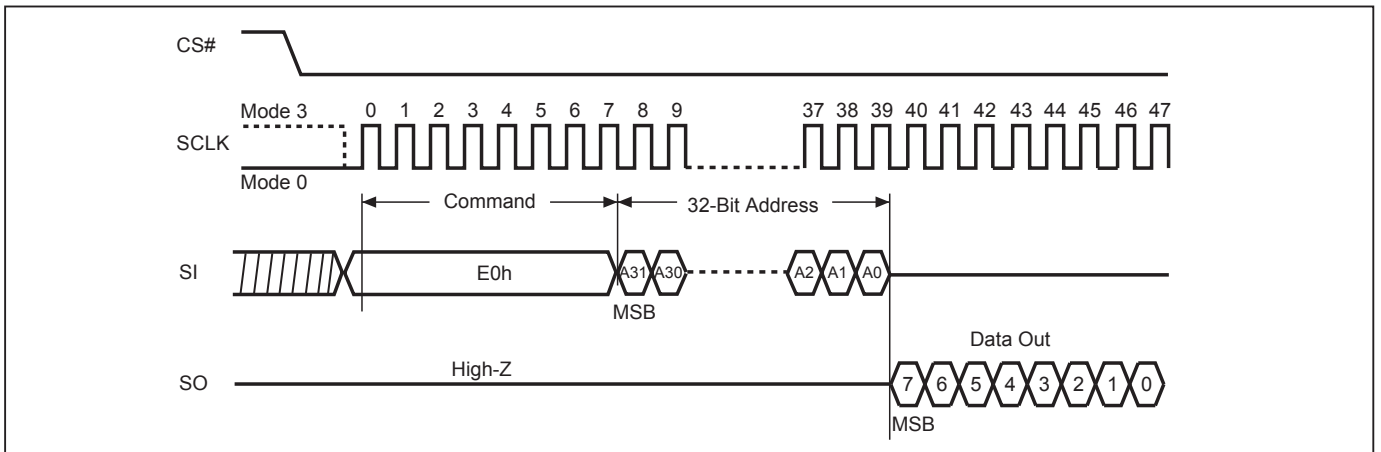 CS#
Mode 3
0 1 2 3 4 5 6 7 8 9 37 38 39 40 41 42 43 44 45 46 47
SCLK
Mode 0
Command 32-Bit Address
SI E0h A31 A30 A2 A1 A0
MSB
Data Out
High-Z
SO 7 6 5 4 3 2 1 0
MSB